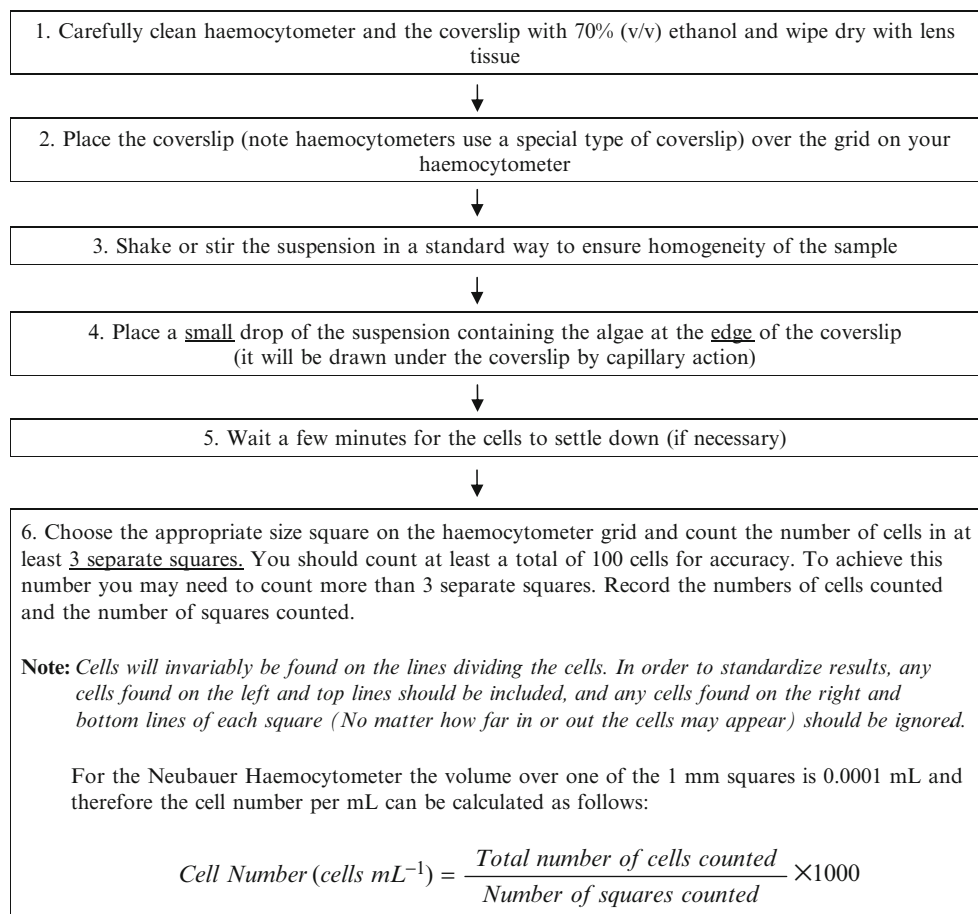 1. Carefully clean haemocytometer and the coverslip with 70% (v/v) ethanol and wipe dry with lens
tissue
2. Place the coverslip (note haemocytometers use a special type of coverslip) over the grid on your
haemocytometer
3. Shake or stir the suspension in a standard way to ensure homogeneity of the sample
4. Place a small drop of the suspension containing the algae at the edge of the coverslip
(it will be drawn under the coverslip by capillary action)
5. Wait a few minutes for the cells to settle down (if necessary)
6. Choose the appropriate size square on the haemocytometer grid and count the number of cells in at
least 3 separate squares. You should count at least a total of 100 cells for accuracy. To achieve this
number you may need to count more than 3 separate squares. Record the numbers of cells counted
and the number of squares counted.
Note: Cells will invariably be found on the lines dividing the cells. In order to standardize results, any
cells found on the left and top lines should be included, and any cells found on the right and
bottom lines of each square (No matter how far in or out the cells may appear) should be ignored.
For the Neubauer Haemocytometer the volume over one of the 1 mm squares is 0.0001 mL and
therefore the cell number per mL can be calculated as follows:
Cell Number (cells mL⁻¹) = Total number of cells counted / Number of squares counted ×1000